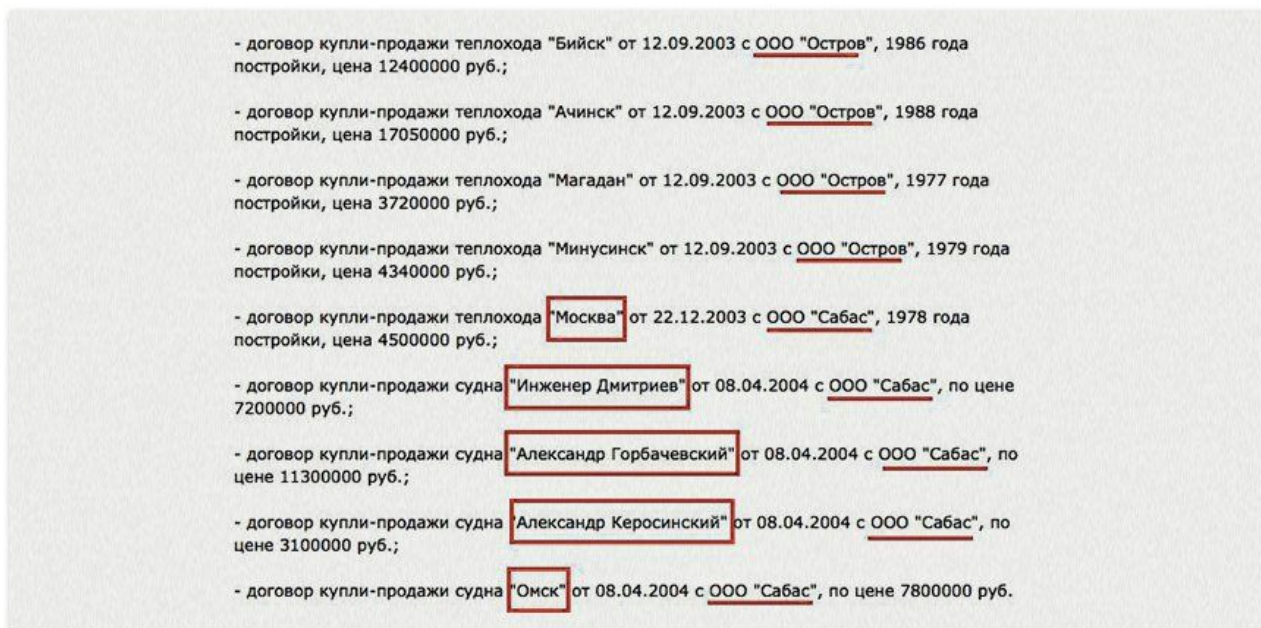 - договор купли-продажи теплохода "Бийск" от 12.09.2003 с ООО "Остров", 1986 года
постройки, цена 12400000 руб.;
- договор купли-продажи теплохода "Ачинск" от 12.09.2003 с ООО "Остров", 1988 года
постройки, цена 17050000 руб.;
- договор купли-продажи теплохода "Магадан" от 12.09.2003 с ООО "Остров", 1977 года
постройки, цена 3720000 руб.;
- договор купли-продажи теплохода "Минусинск" от 12.09.2003 с ООО "Остров", 1979 года
постройки, цена 4340000 руб.;
- договор купли-продажи теплохода "Москва" от 22.12.2003 с ООО "Сабас", 1978 года
постройки, цена 4500000 руб.;
- договор купли-продажи судна "Инженер Дмитриев" от 08.04.2004 с ООО "Сабас", по цене
7200000 руб.;
- договор купли-продажи судна "Александр Горбачевский" от 08.04.2004 с ООО "Сабас", по
цене 11300000 руб.;
- договор купли-продажи судна "Александр Керосинский" от 08.04.2004 с ООО "Сабас", по
цене 3100000 руб.;
- договор купли-продажи судна "Омск" от 08.04.2004 с ООО "Сабас", по цене 7800000 руб.